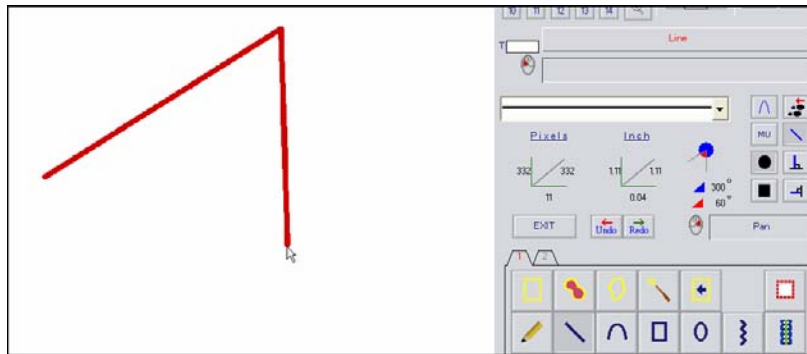 10 11 12 13 14
Line
T
Pixels Inch
MU
332 332 1.11 1.11
300°
11 0.04 60°
EXIT Undo Redo Pan
1 2